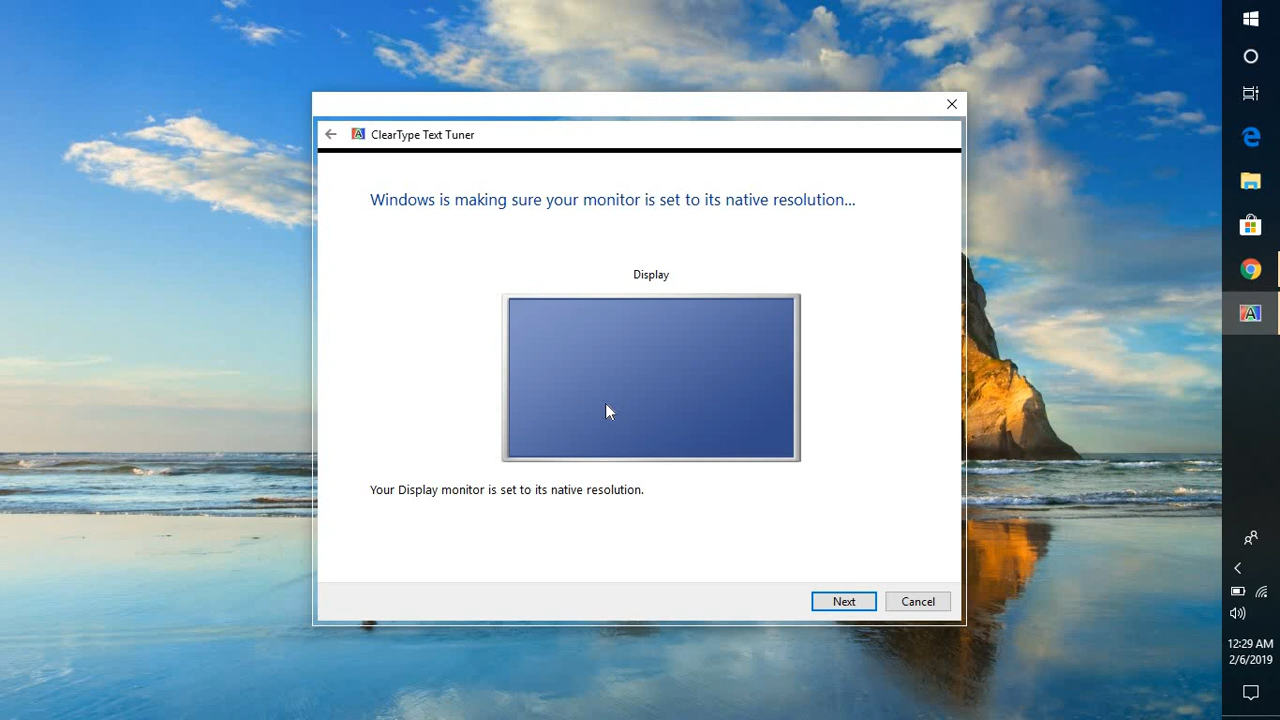 ClearType Text Tuner
Windows is making sure your monitor is set to its native resolution...
Display
Your Display monitor is set to its native resolution.
Next
Cancel
12:29 AM
2/6/2019